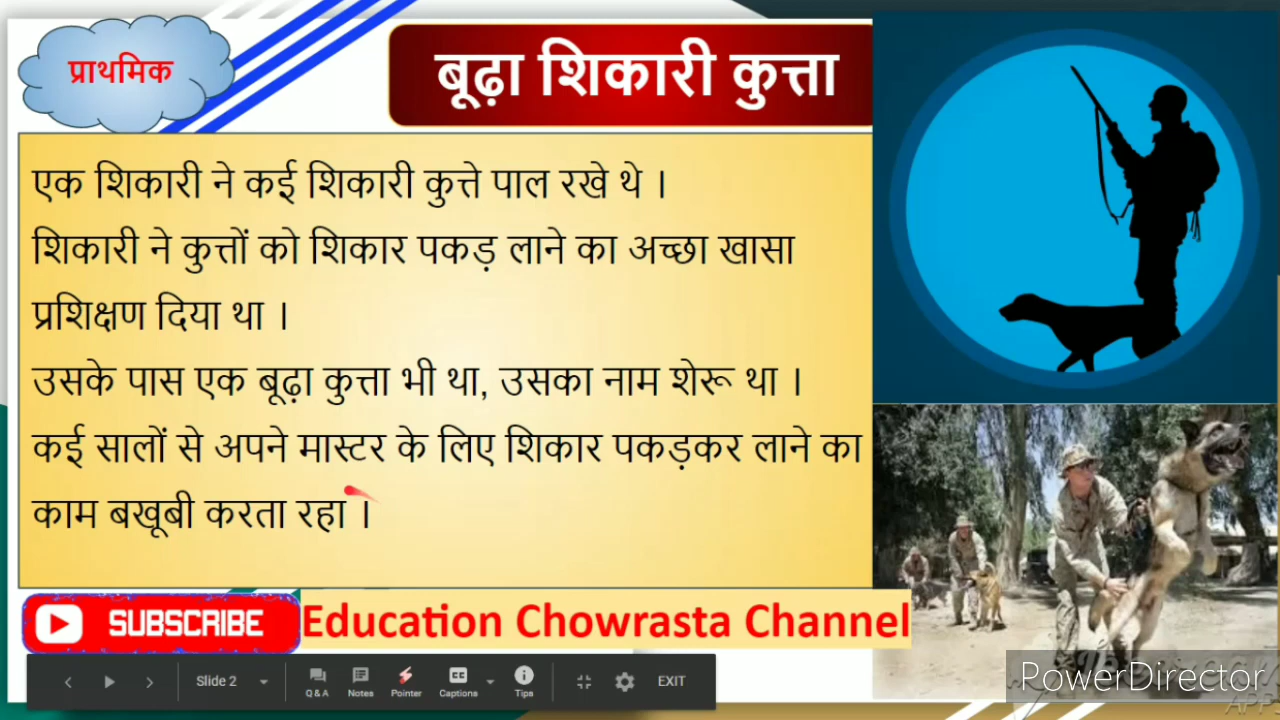 प्राथमिक
बूढ़ा शिकारी कुत्ता
एक शिकारी ने कई शिकारी कुत्ते पाल रखे थे ।
शिकारी ने कुत्तों को शिकार पकड़ लाने का अच्छा खासा
प्रशिक्षण दिया था ।
उसके पास एक बूढ़ा कुत्ता भी था, उसका नाम शेरू था ।
कई सालों से अपने मास्टर के लिए शिकार पकड़कर लाने का
काम बखूबी करता रहा ।
SUBSCRIBE
Education Chowrasta Channel
Slide 2
Q & A
Notes
Pointer
Captions
Tips
EXIT
PowerDirector